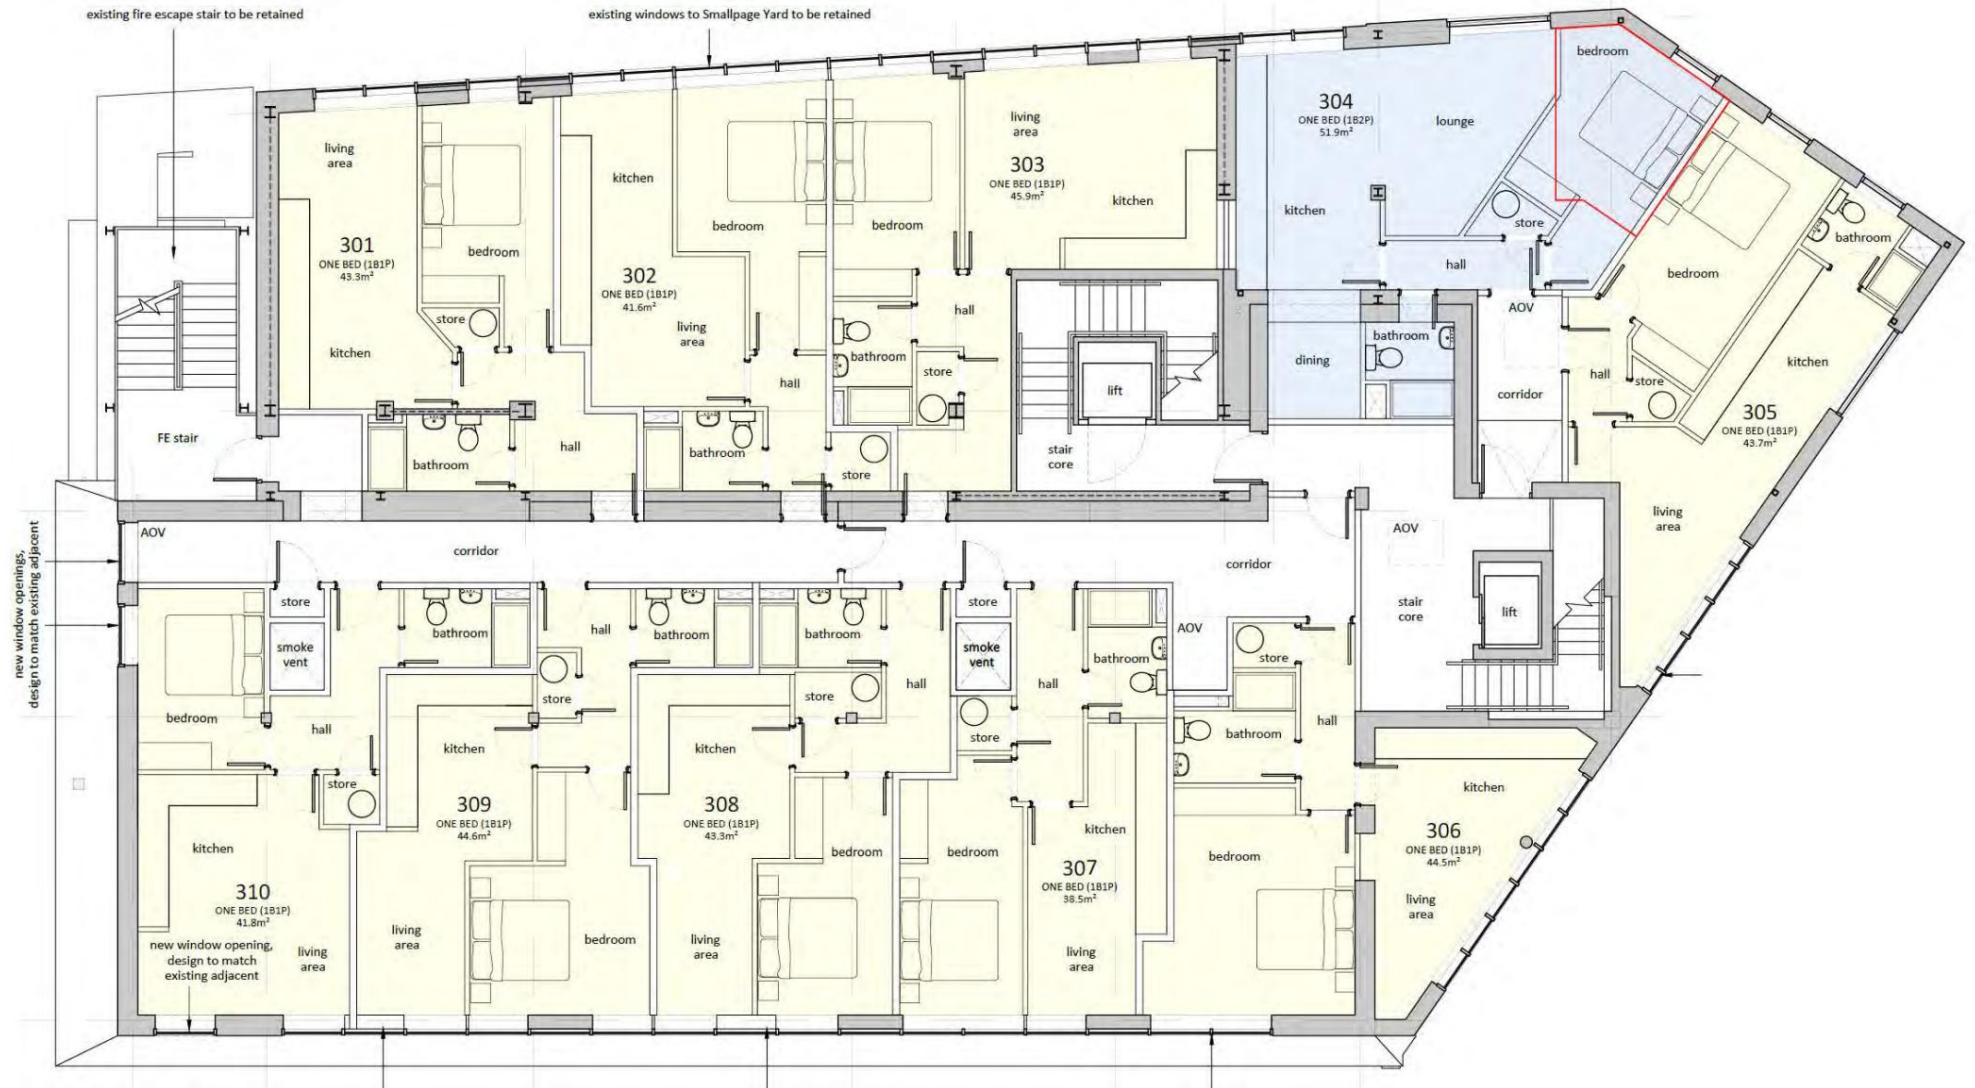 existing fire escape stair to be retained
existing windows to Smallpage Yard to be retained
living
area
301
ONE BED (1B1P)
43.3m²
kitchen
bedroom
store
bathroom
hall
FE stair
kitchen
302
ONE BED (1B1P)
41.6m²
living
area
bedroom
hall
bathroom
store
bedroom
living
area
303
ONE BED (1B1P)
45.9m²
kitchen
hall
bathroom
store
lift
stair
core
304
ONE BED (1B2P)
51.9m²
lounge
bedroom
kitchen
store
hall
dining
bathroom
AOV
corridor
bedroom
bathroom
kitchen
hall
store
305
ONE BED (1B1P)
43.7m²
living
area
new window openings,
design to match existing adjacent
AOV
corridor
corridor
AOV
stair
core
lift
AOV
store
smoke
vent
bedroom
hall
bathroom
store
kitchen
310
ONE BED (1B1P)
41.8m²
new window opening,
design to match
existing adjacent
living
area
hall
store
kitchen
309
ONE BED (1B1P)
44.6m²
living
area
bedroom
bathroom
bathroom
store
hall
kitchen
308
ONE BED (1B1P)
43.3m²
living
area
bedroom
store
smoke
vent
hall
store
bathroom
bedroom
kitchen
307
ONE BED (1B1P)
38.5m²
living
area
store
hall
bathroom
bedroom
kitchen
306
ONE BED (1B1P)
44.5m²
living
area